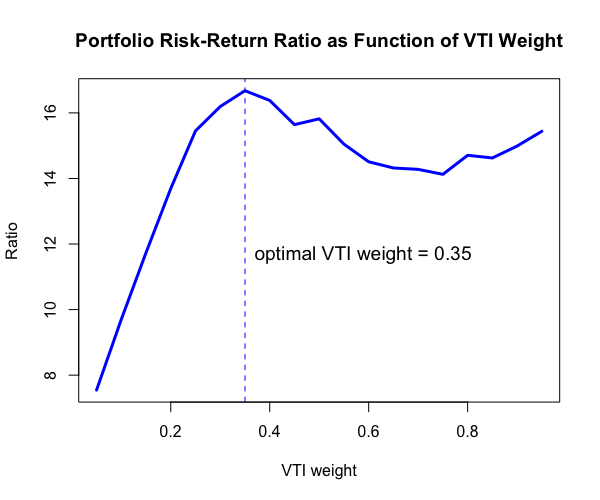 Portfolio Risk-Return Ratio as Function of VTI Weight
Ratio
16
14
12
10
8
optimal VTI weight = 0.35
0.2 0.4 0.6 0.8
VTI weight